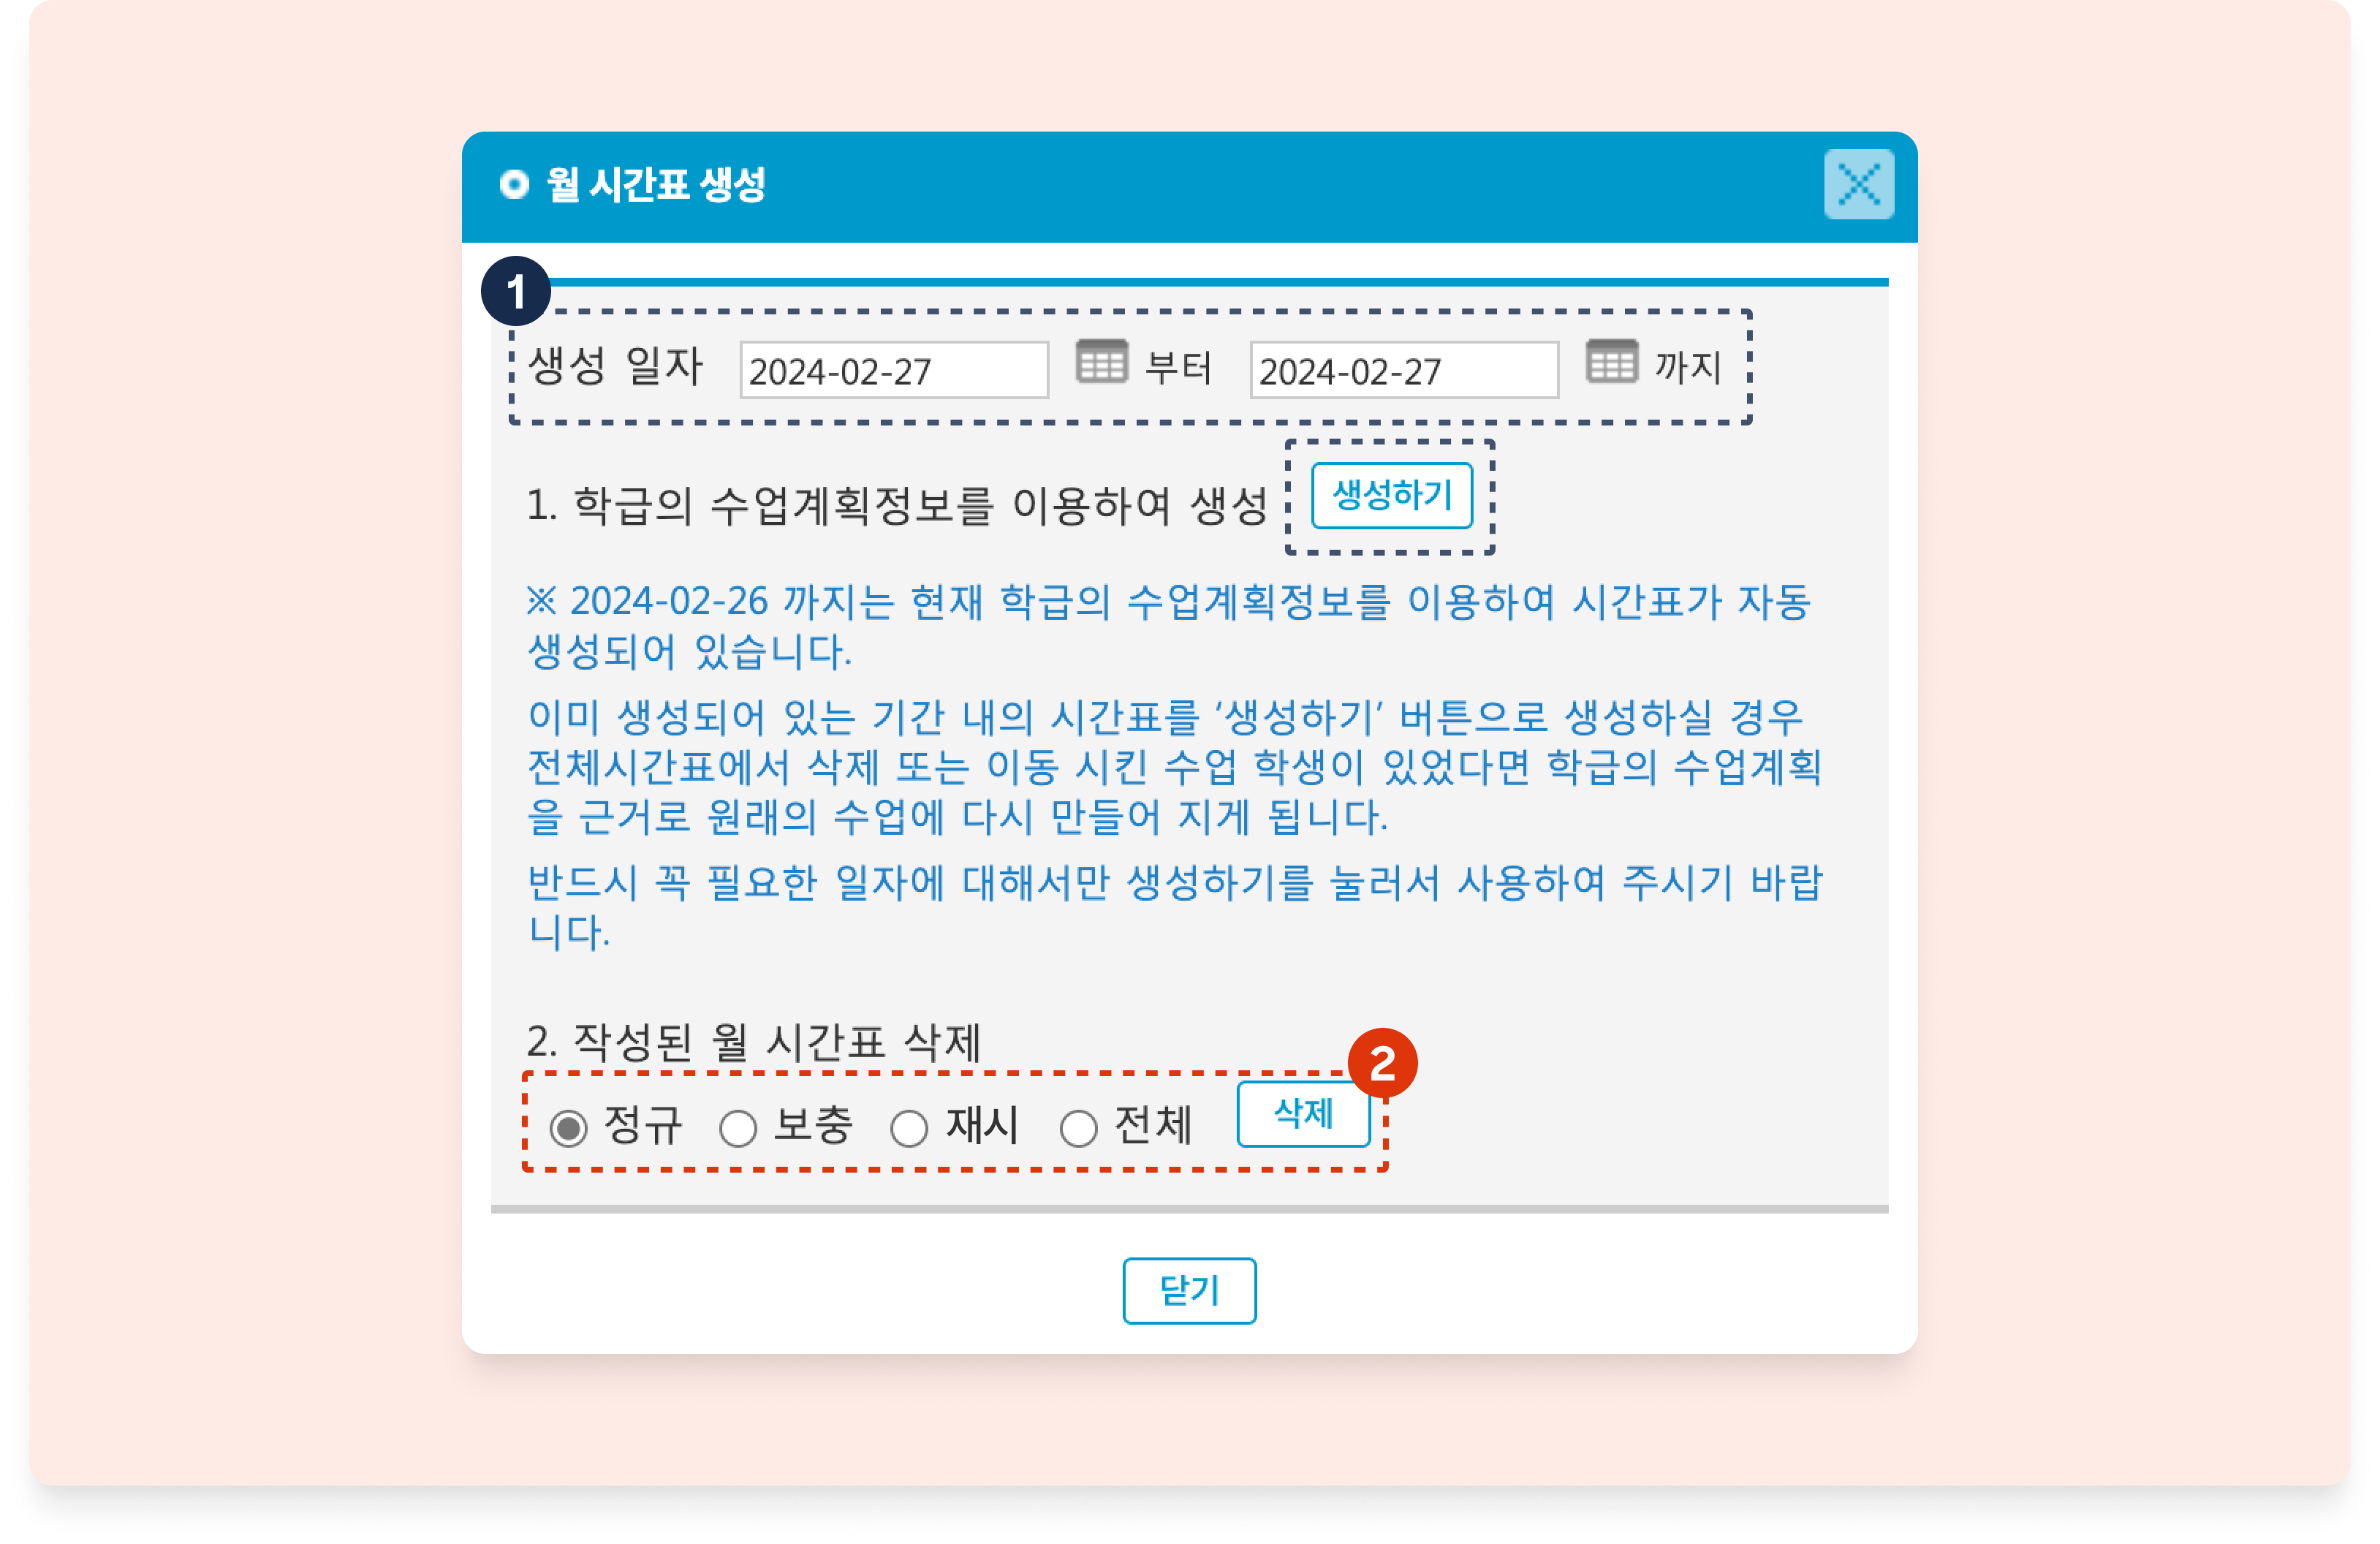 월 시간표 생성
1
생성 일자 2024-02-27 부터 2024-02-27 까지
1. 학급의 수업계획정보를 이용하여 생성 생성하기
※ 2024-02-26 까지는 현재 학급의 수업계획정보를 이용하여 시간표가 자동
생성되어 있습니다.
이미 생성되어 있는 기간 내의 시간표를 ‘생성하기’ 버튼으로 생성하실 경우
전체시간표에서 삭제 또는 이동 시킨 수업 학생이 있었다면 학급의 수업계획
을 근거로 원래의 수업에 다시 만들어 지게 됩니다.
반드시 꼭 필요한 일자에 대해서만 생성하기를 눌러서 사용하여 주시기 바랍
니다.
2. 작성된 월 시간표 삭제
2
정규 보충 재시 전체 삭제
닫기